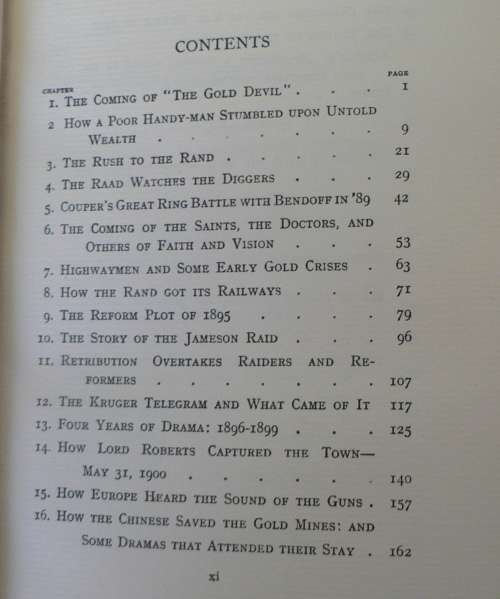 CONTENTS
CHAPTER PAGE
1. THE COMING OF "THE GOLD DEVIL" . . . 1
2 HOW A POOR HANDY-MAN STUMBLED UPON UNTOLD
WEALTH . . . . . . . 9
3. THE RUSH TO THE RAND . . . . . 21
4. THE RAAD WATCHES THE DIGGERS . . . 29
5. COUPER'S GREAT RING BATTLE WITH BENDOFF IN '89 42
6. THE COMING OF THE SAINTS, THE DOCTORS, AND
OTHERS OF FAITH AND VISION . . . 53
7. HIGHWAYMEN AND SOME EARLY GOLD CRISES . 63
8. HOW THE RAND GOT ITS RAILWAYS . . . 71
9. THE REFORM PLOT OF 1895 . . . . 79
10. THE STORY OF THE JAMESON RAID . . . 96
11. RETRIBUTION OVERTAKES RAIDERS AND RE-
FORMERS . . . . . . . 107
12. THE KRUGER TELEGRAM AND WHAT CAME OF IT 117
13. FOUR YEARS OF DRAMA: 1896-1899 . . . 125
14. HOW LORD ROBERTS CAPTURED THE TOWN—
MAY 31, 1900 . . . . . . 140
15. HOW EUROPE HEARD THE SOUND OF THE GUNS . 157
16. HOW THE CHINESE SAVED THE GOLD MINES: AND
SOME DRAMAS THAT ATTENDED THEIR STAY . 162
xi